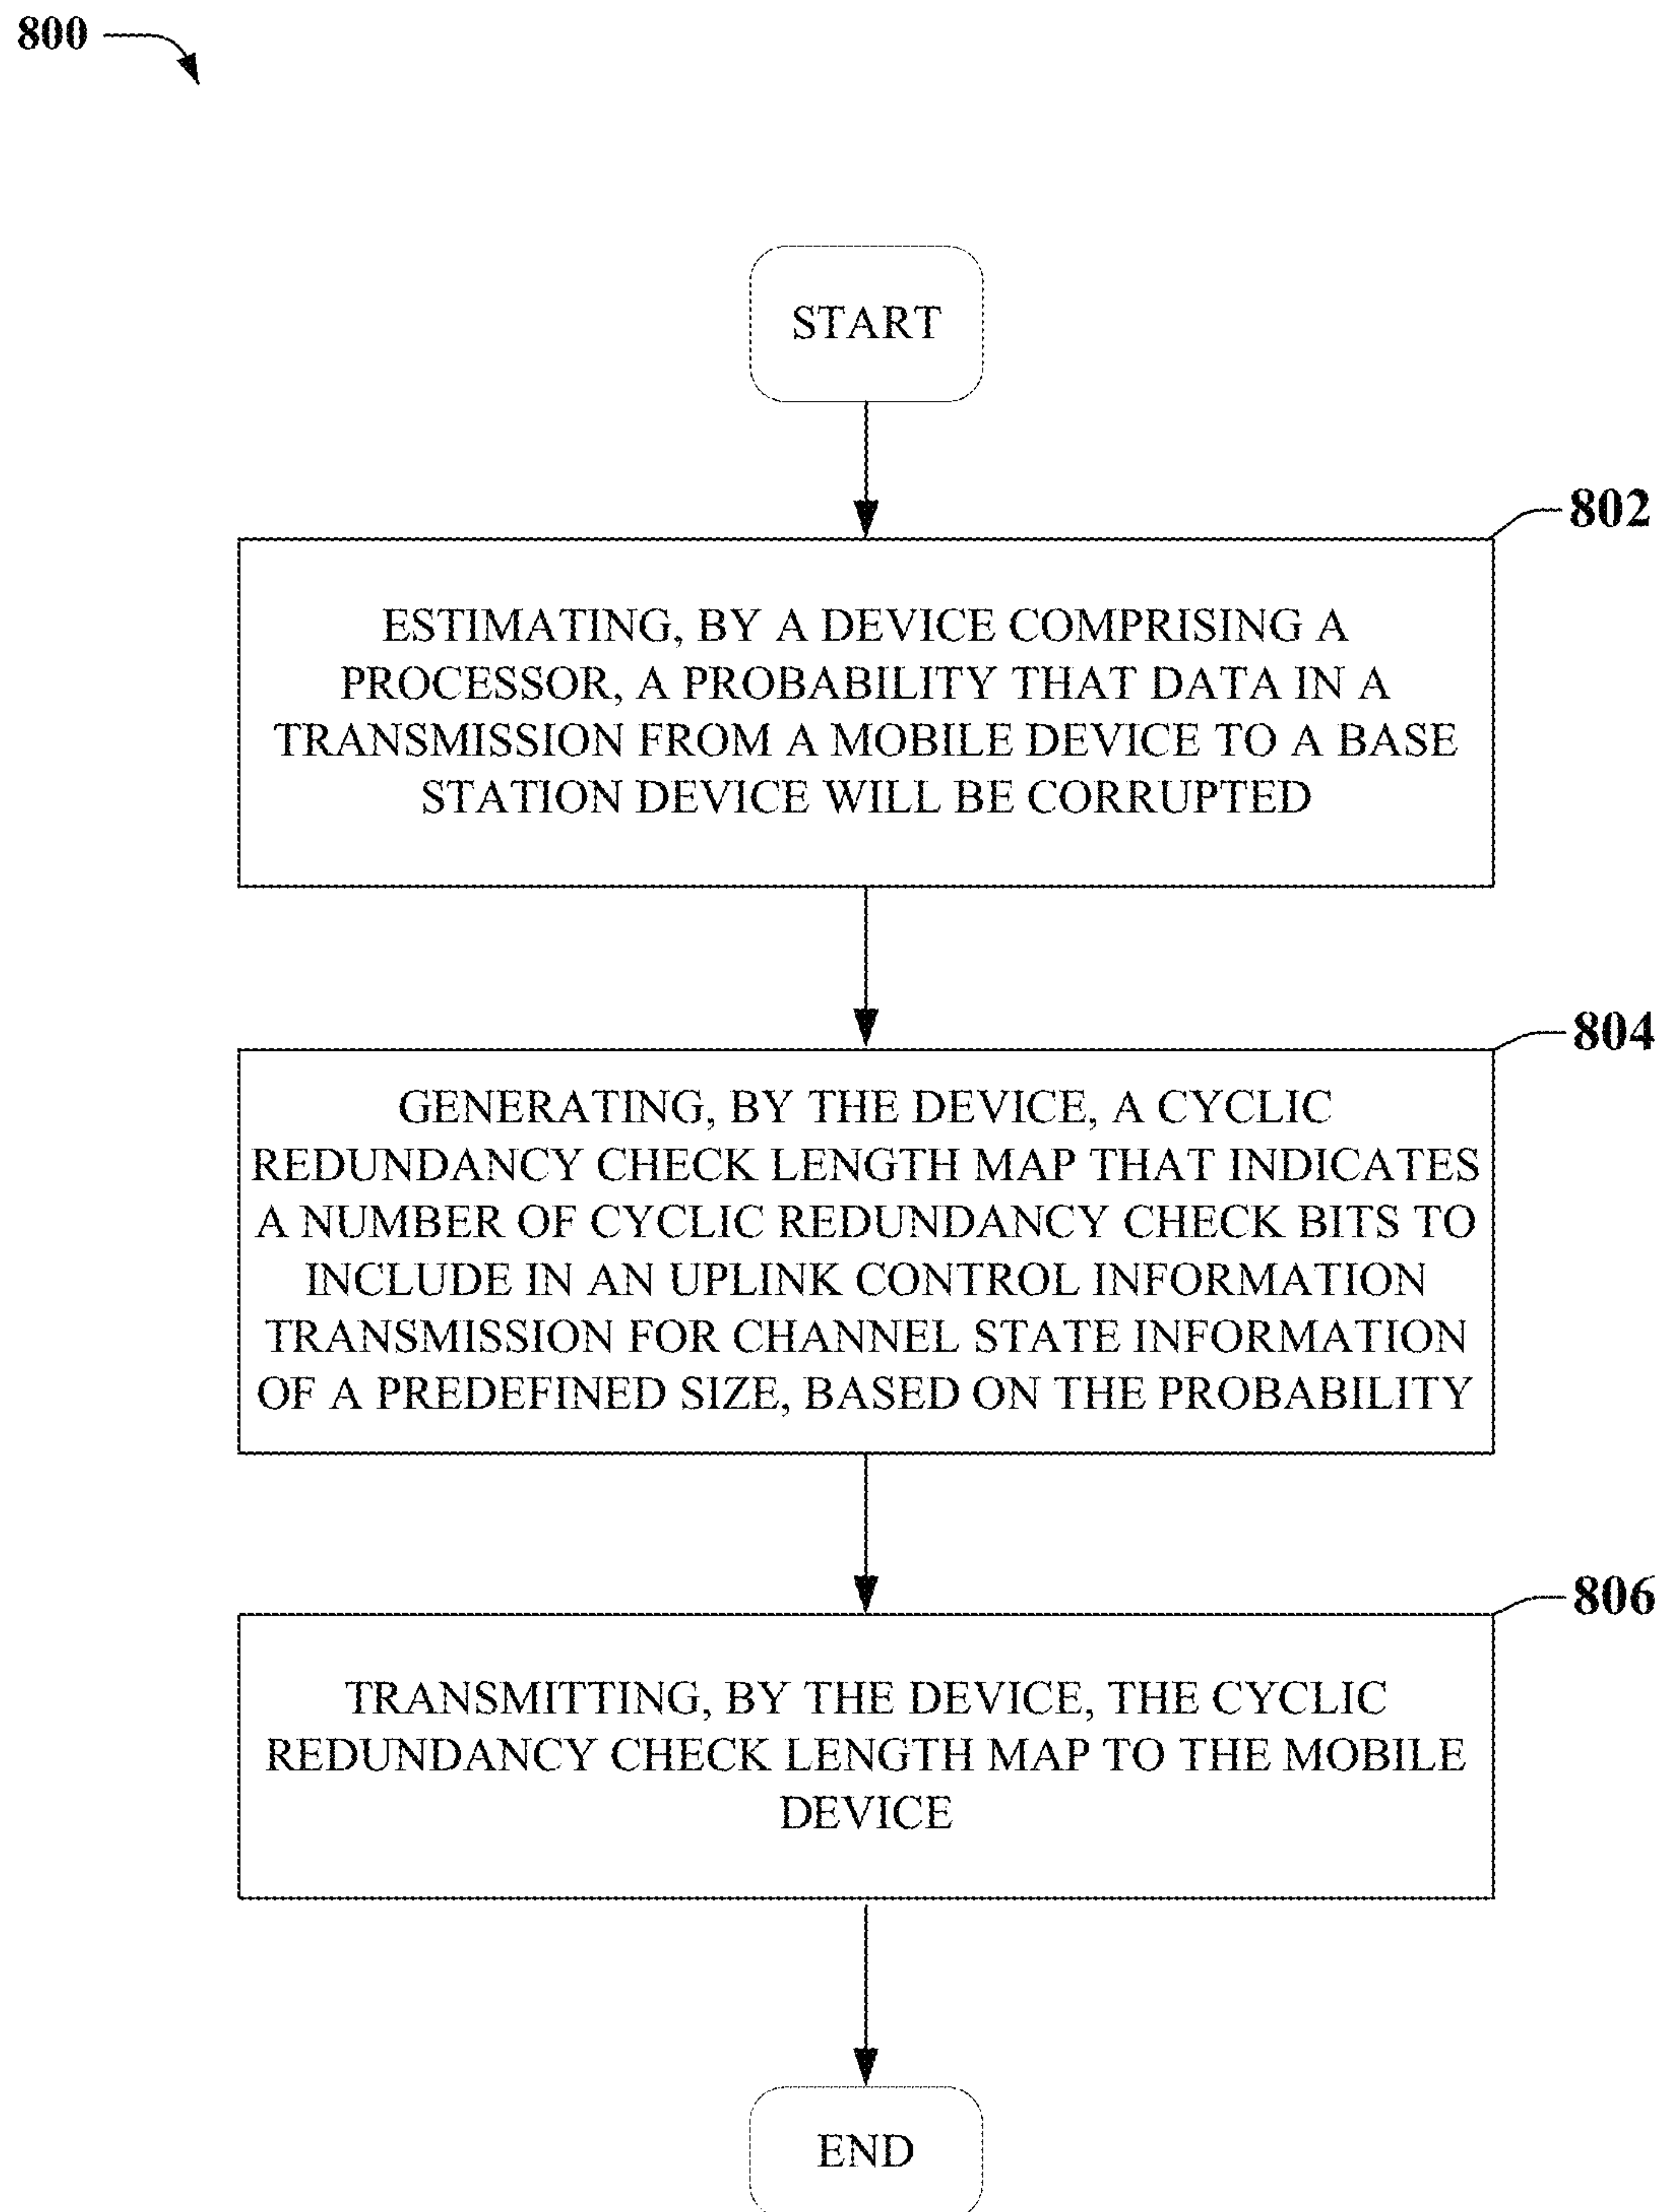 800
START
802
ESTIMATING, BY A DEVICE COMPRISING A
PROCESSOR, A PROBABILITY THAT DATA IN A
TRANSMISSION FROM A MOBILE DEVICE TO A BASE
STATION DEVICE WILL BE CORRUPTED
804
GENERATING, BY THE DEVICE, A CYCLIC
REDUNDANCY CHECK LENGTH MAP THAT INDICATES
A NUMBER OF CYCLIC REDUNDANCY CHECK BITS TO
INCLUDE IN AN UPLINK CONTROL INFORMATION
TRANSMISSION FOR CHANNEL STATE INFORMATION
OF A PREDEFINED SIZE, BASED ON THE PROBABILITY
806
TRANSMITTING, BY THE DEVICE, THE CYCLIC
REDUNDANCY CHECK LENGTH MAP TO THE MOBILE
DEVICE
END